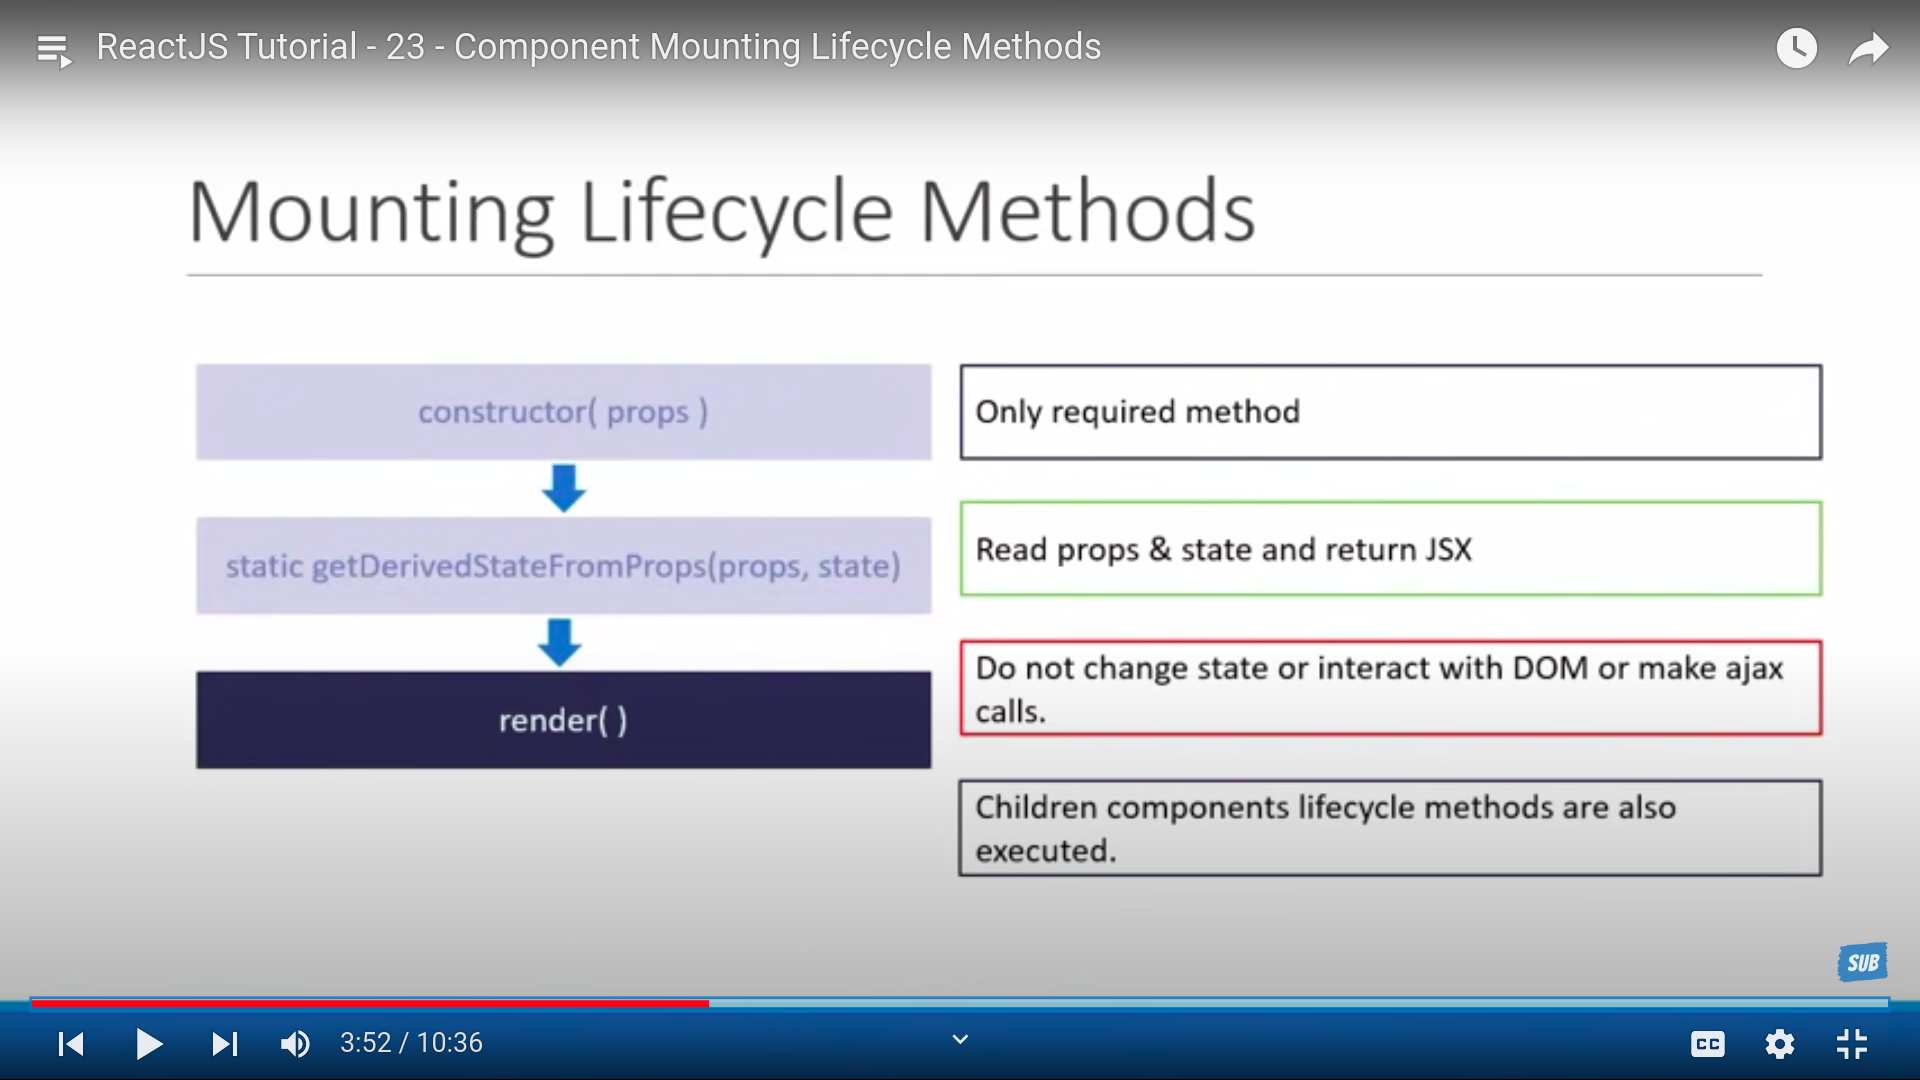 ReactJS Tutorial - 23 - Component Mounting Lifecycle Methods
Mounting Lifecycle Methods
constructor( props )
Only required method
static getDerivedStateFromProps(props, state)
Read props & state and return JSX
render( )
Do not change state or interact with DOM or make ajax
calls.
Children components lifecycle methods are also
executed.
SUB
3:52 / 10:36
CC